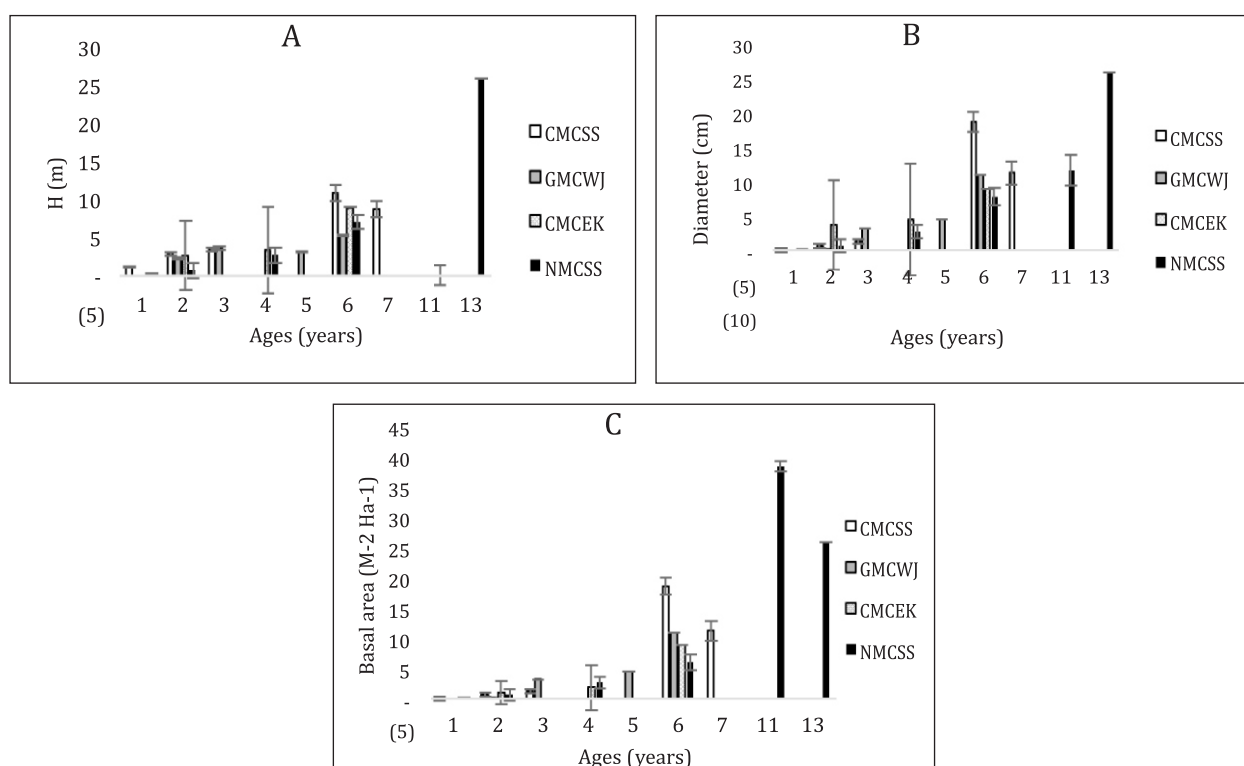 A
30
25
20
15
10
5
-
(5)
H (m)
1 2 3 4 5 6 7 11 13
Ages (years)
CMCSS
GMCWJ
CMCEK
NMCSS
B
30
25
20
15
10
5
-
(5)
(10)
Diameter (cm)
1 2 3 4 5 6 7 11 13
Ages (years)
CMCSS
GMCWJ
CMCEK
NMCSS
C
45
40
35
30
25
20
15
10
5
-
(5)
Basal area (M-2 Ha-1)
1 2 3 4 5 6 7 11 13
Ages (years)
CMCSS
GMCWJ
CMCEK
NMCSS